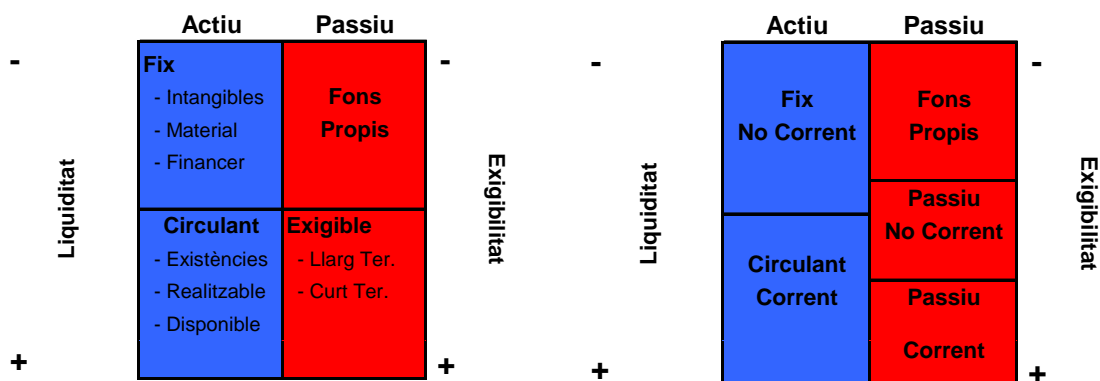 Actiu Passiu
-
-
Fix
- Intangibles
- Material
- Financer
Fons
Propis
Liquiditat
Exigibilitat
Circulant
- Existències
- Realitzable
- Disponible
Exigible
- Llarg Ter.
- Curt Ter.
+
+
Actiu Passiu
-
-
Fix
No Corrent
Fons
Propis
Liquiditat
Exigibilitat
Passiu
No Corrent
Circulant
Corrent
Passiu
Corrent
+
+